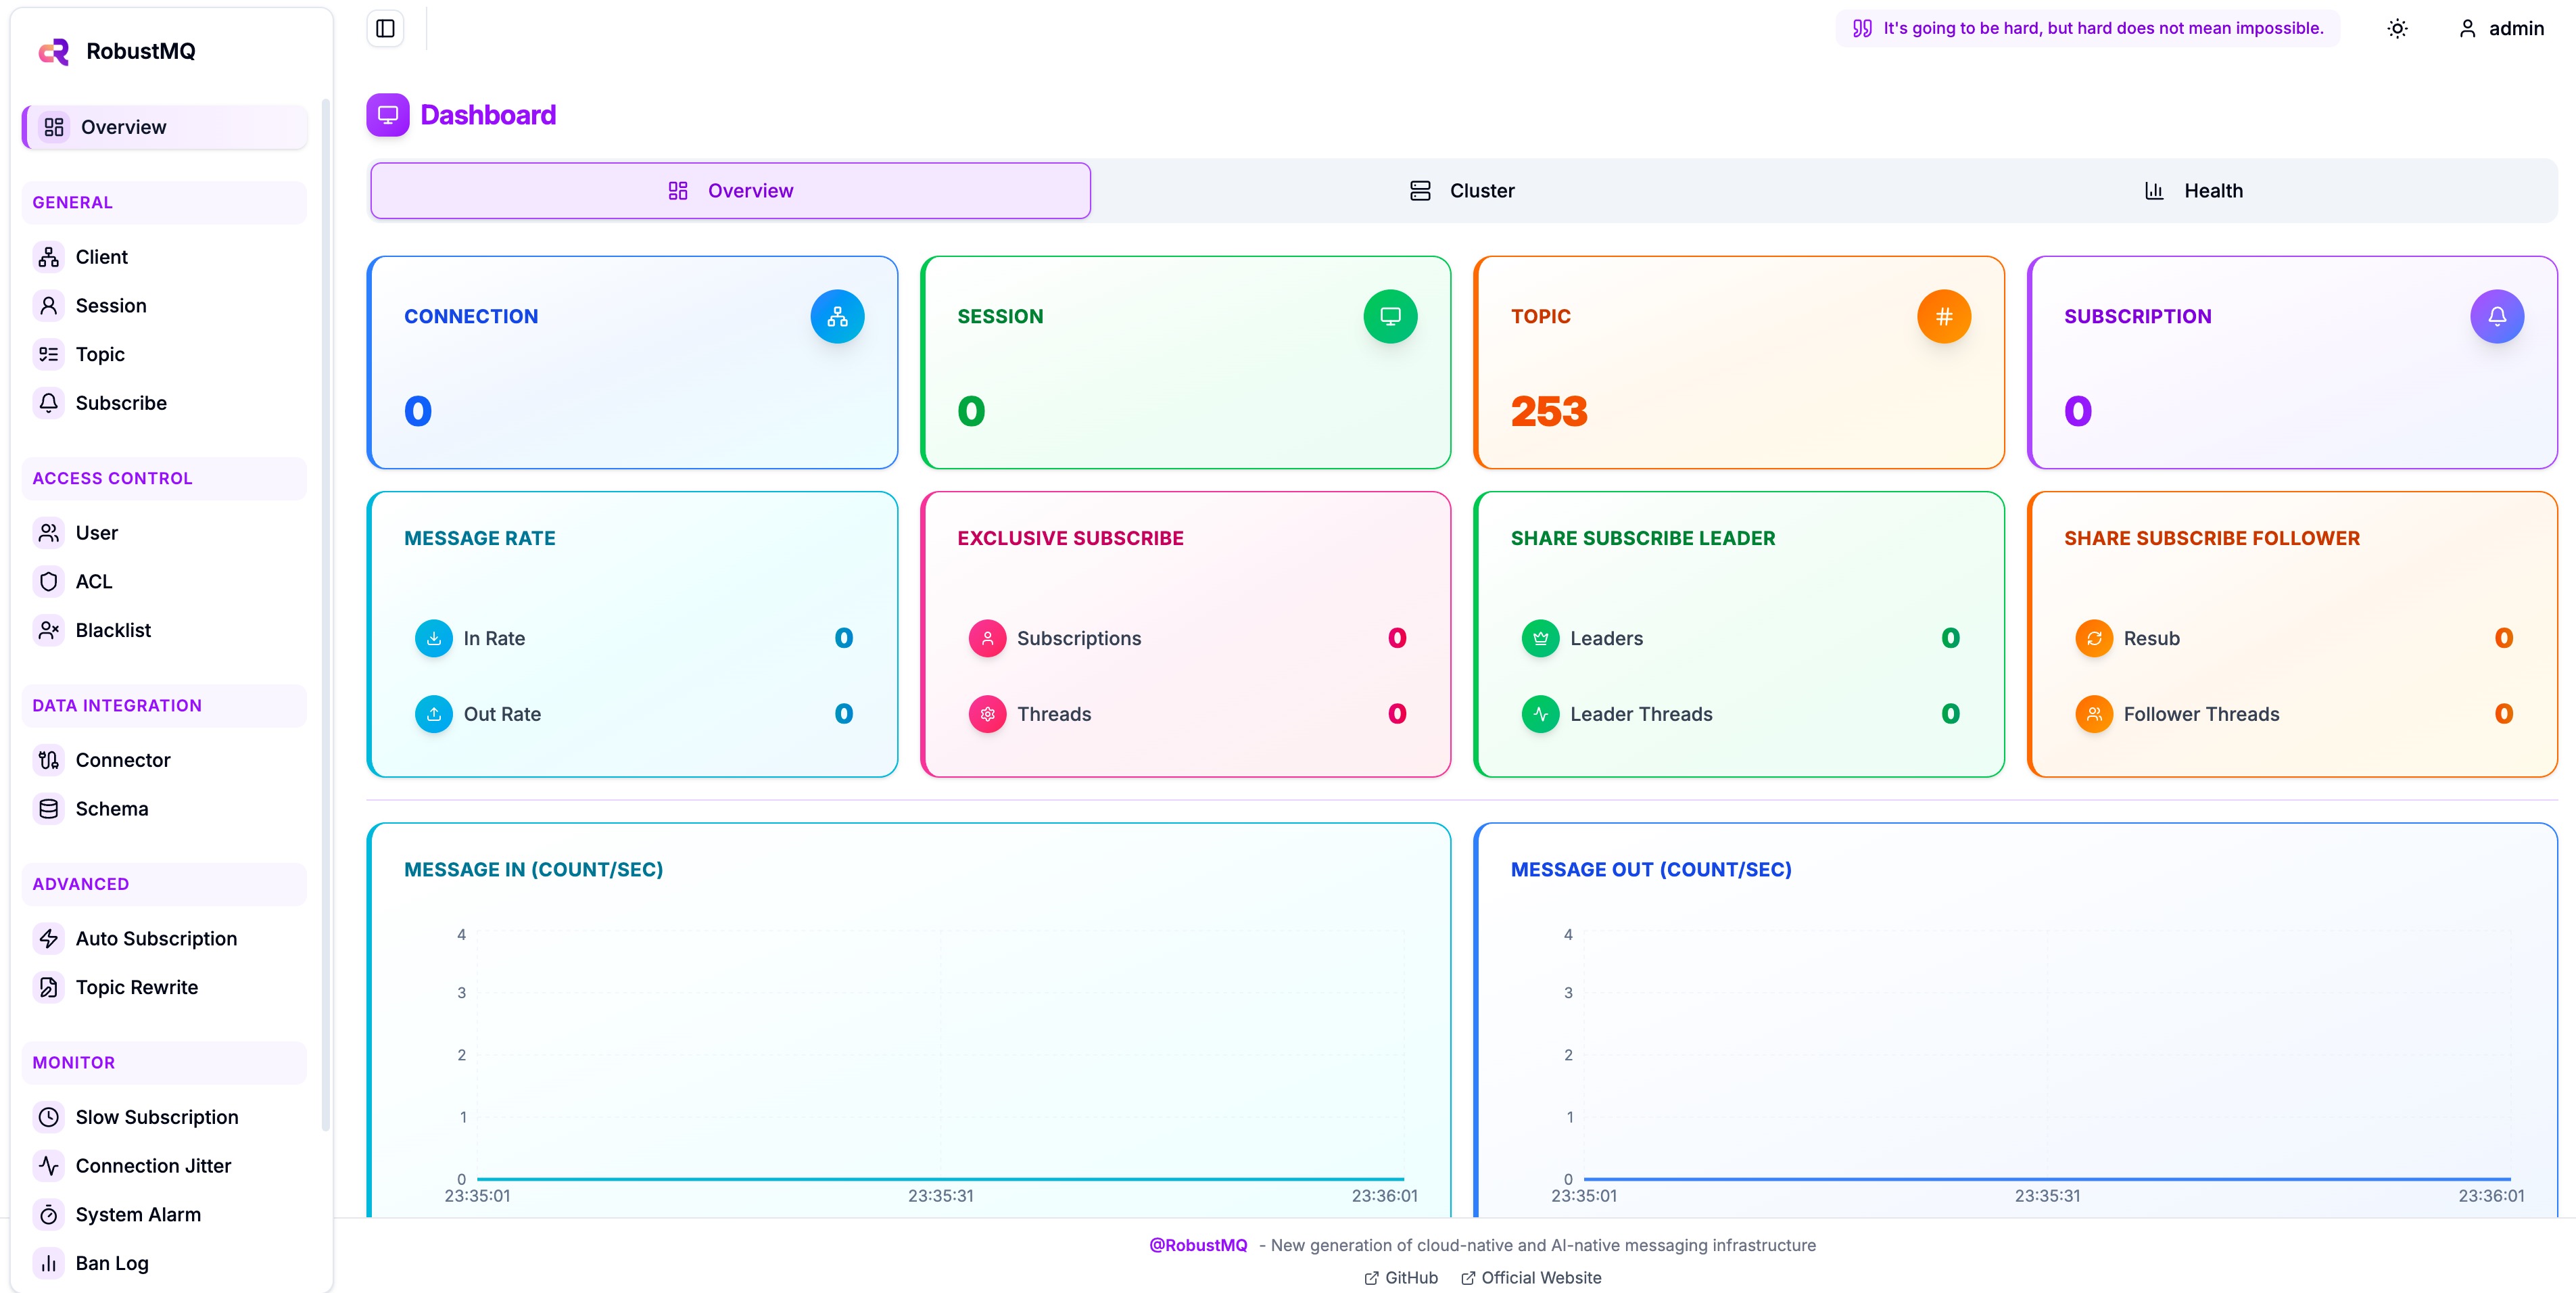 RobustMQ
Overview
GENERAL
Client
Session
Topic
Subscribe
ACCESS CONTROL
User
ACL
Blacklist
DATA INTEGRATION
Connector
Schema
ADVANCED
Auto Subscription
Topic Rewrite
MONITOR
Slow Subscription
Connection Jitter
System Alarm
Ban Log
It's going to be hard, but hard does not mean impossible.
admin
Dashboard
Overview
Cluster
Health
CONNECTION
0
SESSION
0
TOPIC
253
SUBSCRIPTION
0
MESSAGE RATE
In Rate 0
Out Rate 0
EXCLUSIVE SUBSCRIBE
Subscriptions 0
Threads 0
SHARE SUBSCRIBE LEADER
Leaders 0
Leader Threads 0
SHARE SUBSCRIBE FOLLOWER
Resub 0
Follower Threads 0
MESSAGE IN (COUNT/SEC)
4
3
2
1
0
23:35:01 23:35:31 23:36:01
MESSAGE OUT (COUNT/SEC)
4
3
2
1
0
23:35:01 23:35:31 23:36:01
@RobustMQ - New generation of cloud-native and AI-native messaging infrastructure
GitHub Official Website